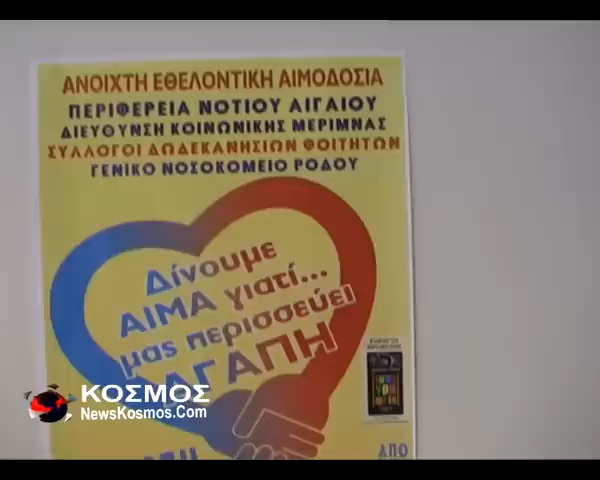 ΑΝΟΙΧΤΗ ΕΘΕΛΟΝΤΙΚΗ ΑΙΜΟΔΟΣΙΑ
ΠΕΡΙΦΕΡΕΙΑ ΝΟΤΙΟΥ ΑΙΓΑΙΟΥ
ΔΙΕΥΘΥΝΣΗ ΚΟΙΝΩΝΙΚΗΣ ΜΕΡΙΜΝΑΣ
ΣΥΛΛΟΓΟΙ ΔΩΔΕΚΑΝΗΣΙΩΝ ΦΟΙΤΗΤΩΝ
ΓΕΝΙΚΟ ΝΟΣΟΚΟΜΕΙΟ ΡΟΔΟΥ
Δίνουμε
ΑΙΜΑ γιατί...
μας περισσεύει
ΑΓΑΠΗ
ΑΠΟ
ΚΟΣΜΟΣ
NewsKosmos.Com